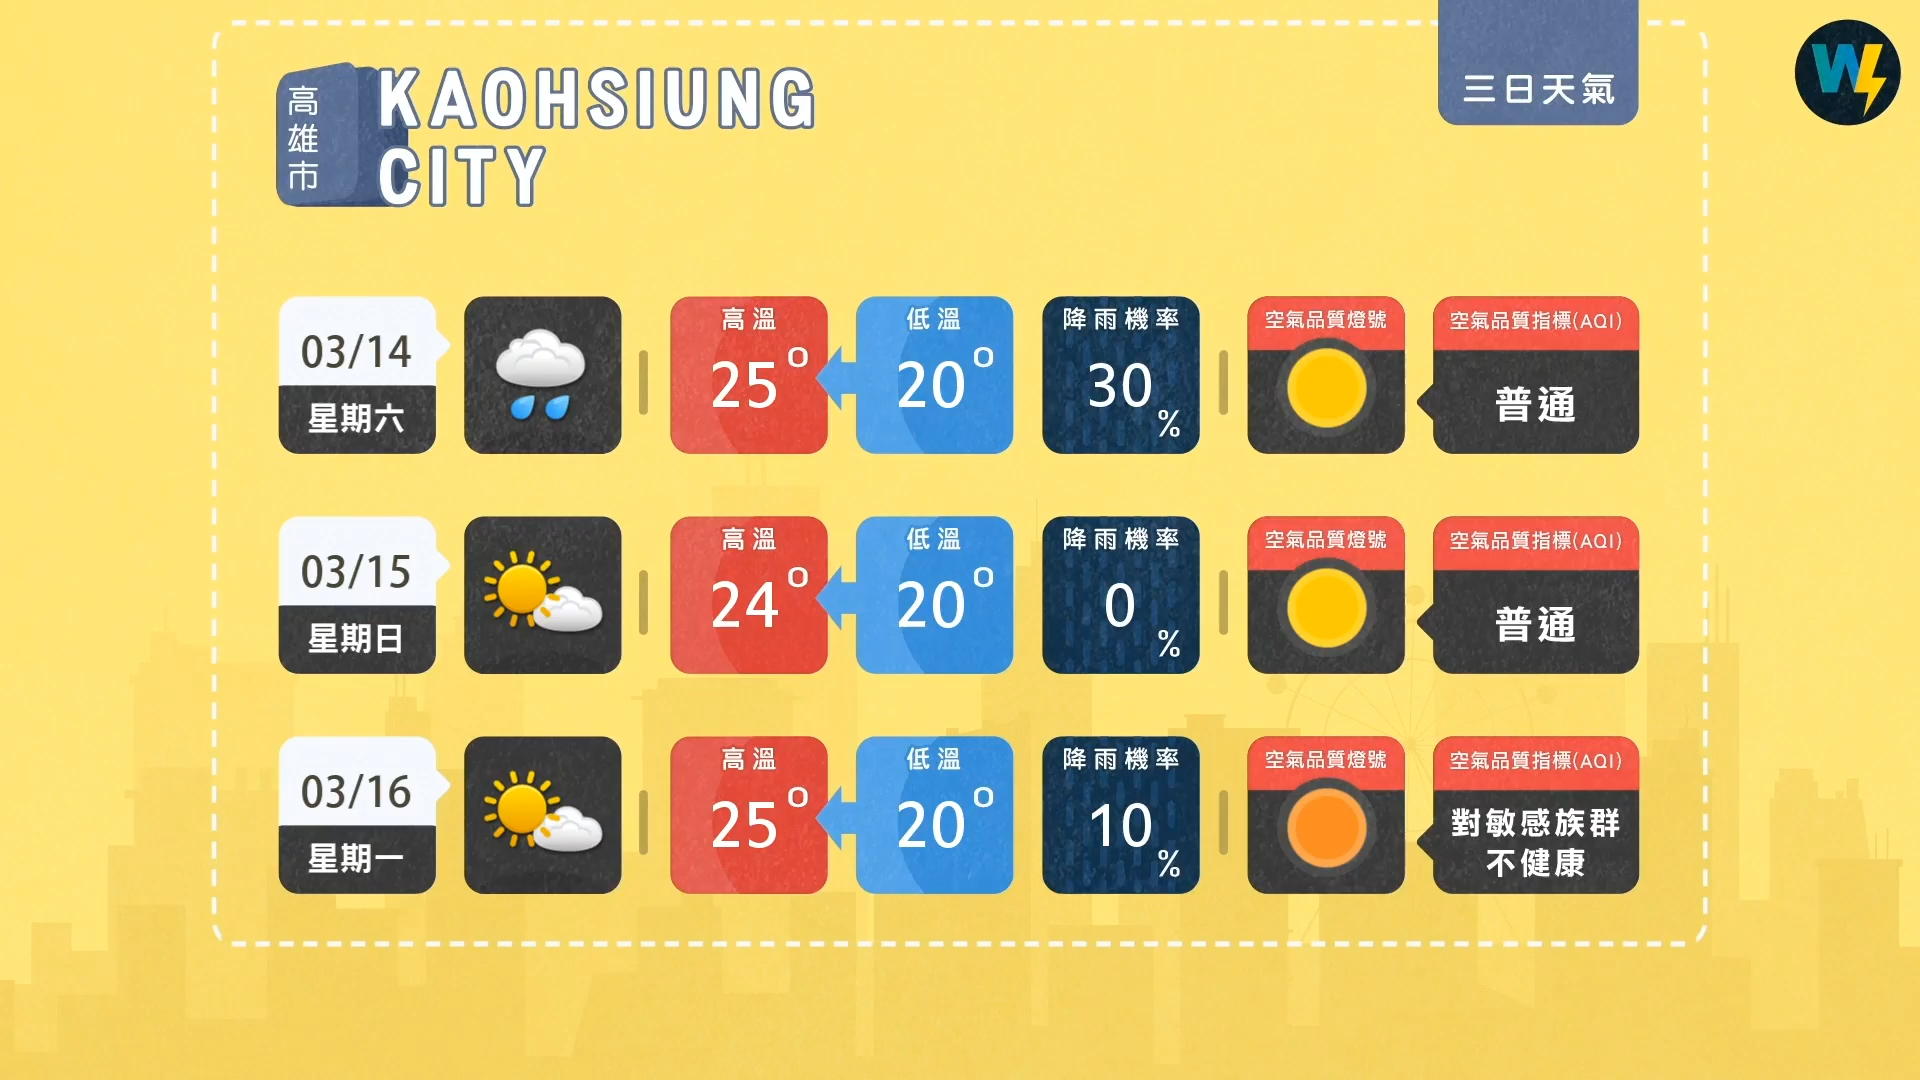 高雄市
KAOHSIUNG
CITY
三日天氣
W
03/14
星期六
高溫
25°
低溫
20°
降雨機率
30%
空氣品質燈號
空氣品質指標(AQI)
普通
03/15
星期日
高溫
24°
低溫
20°
降雨機率
0%
空氣品質燈號
空氣品質指標(AQI)
普通
03/16
星期一
高溫
25°
低溫
20°
降雨機率
10%
空氣品質燈號
空氣品質指標(AQI)
對敏感族群
不健康